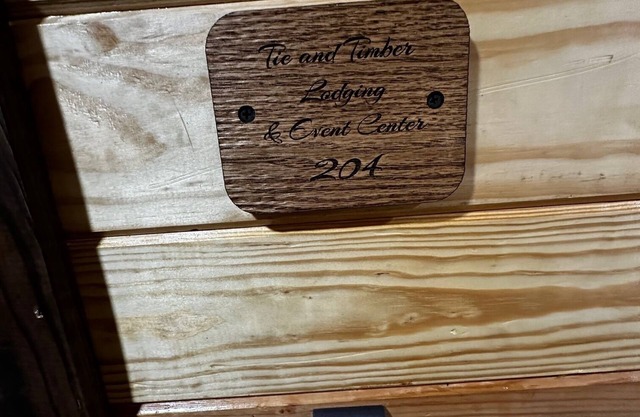 Tie and Timber
Lodging
& Event Center
204